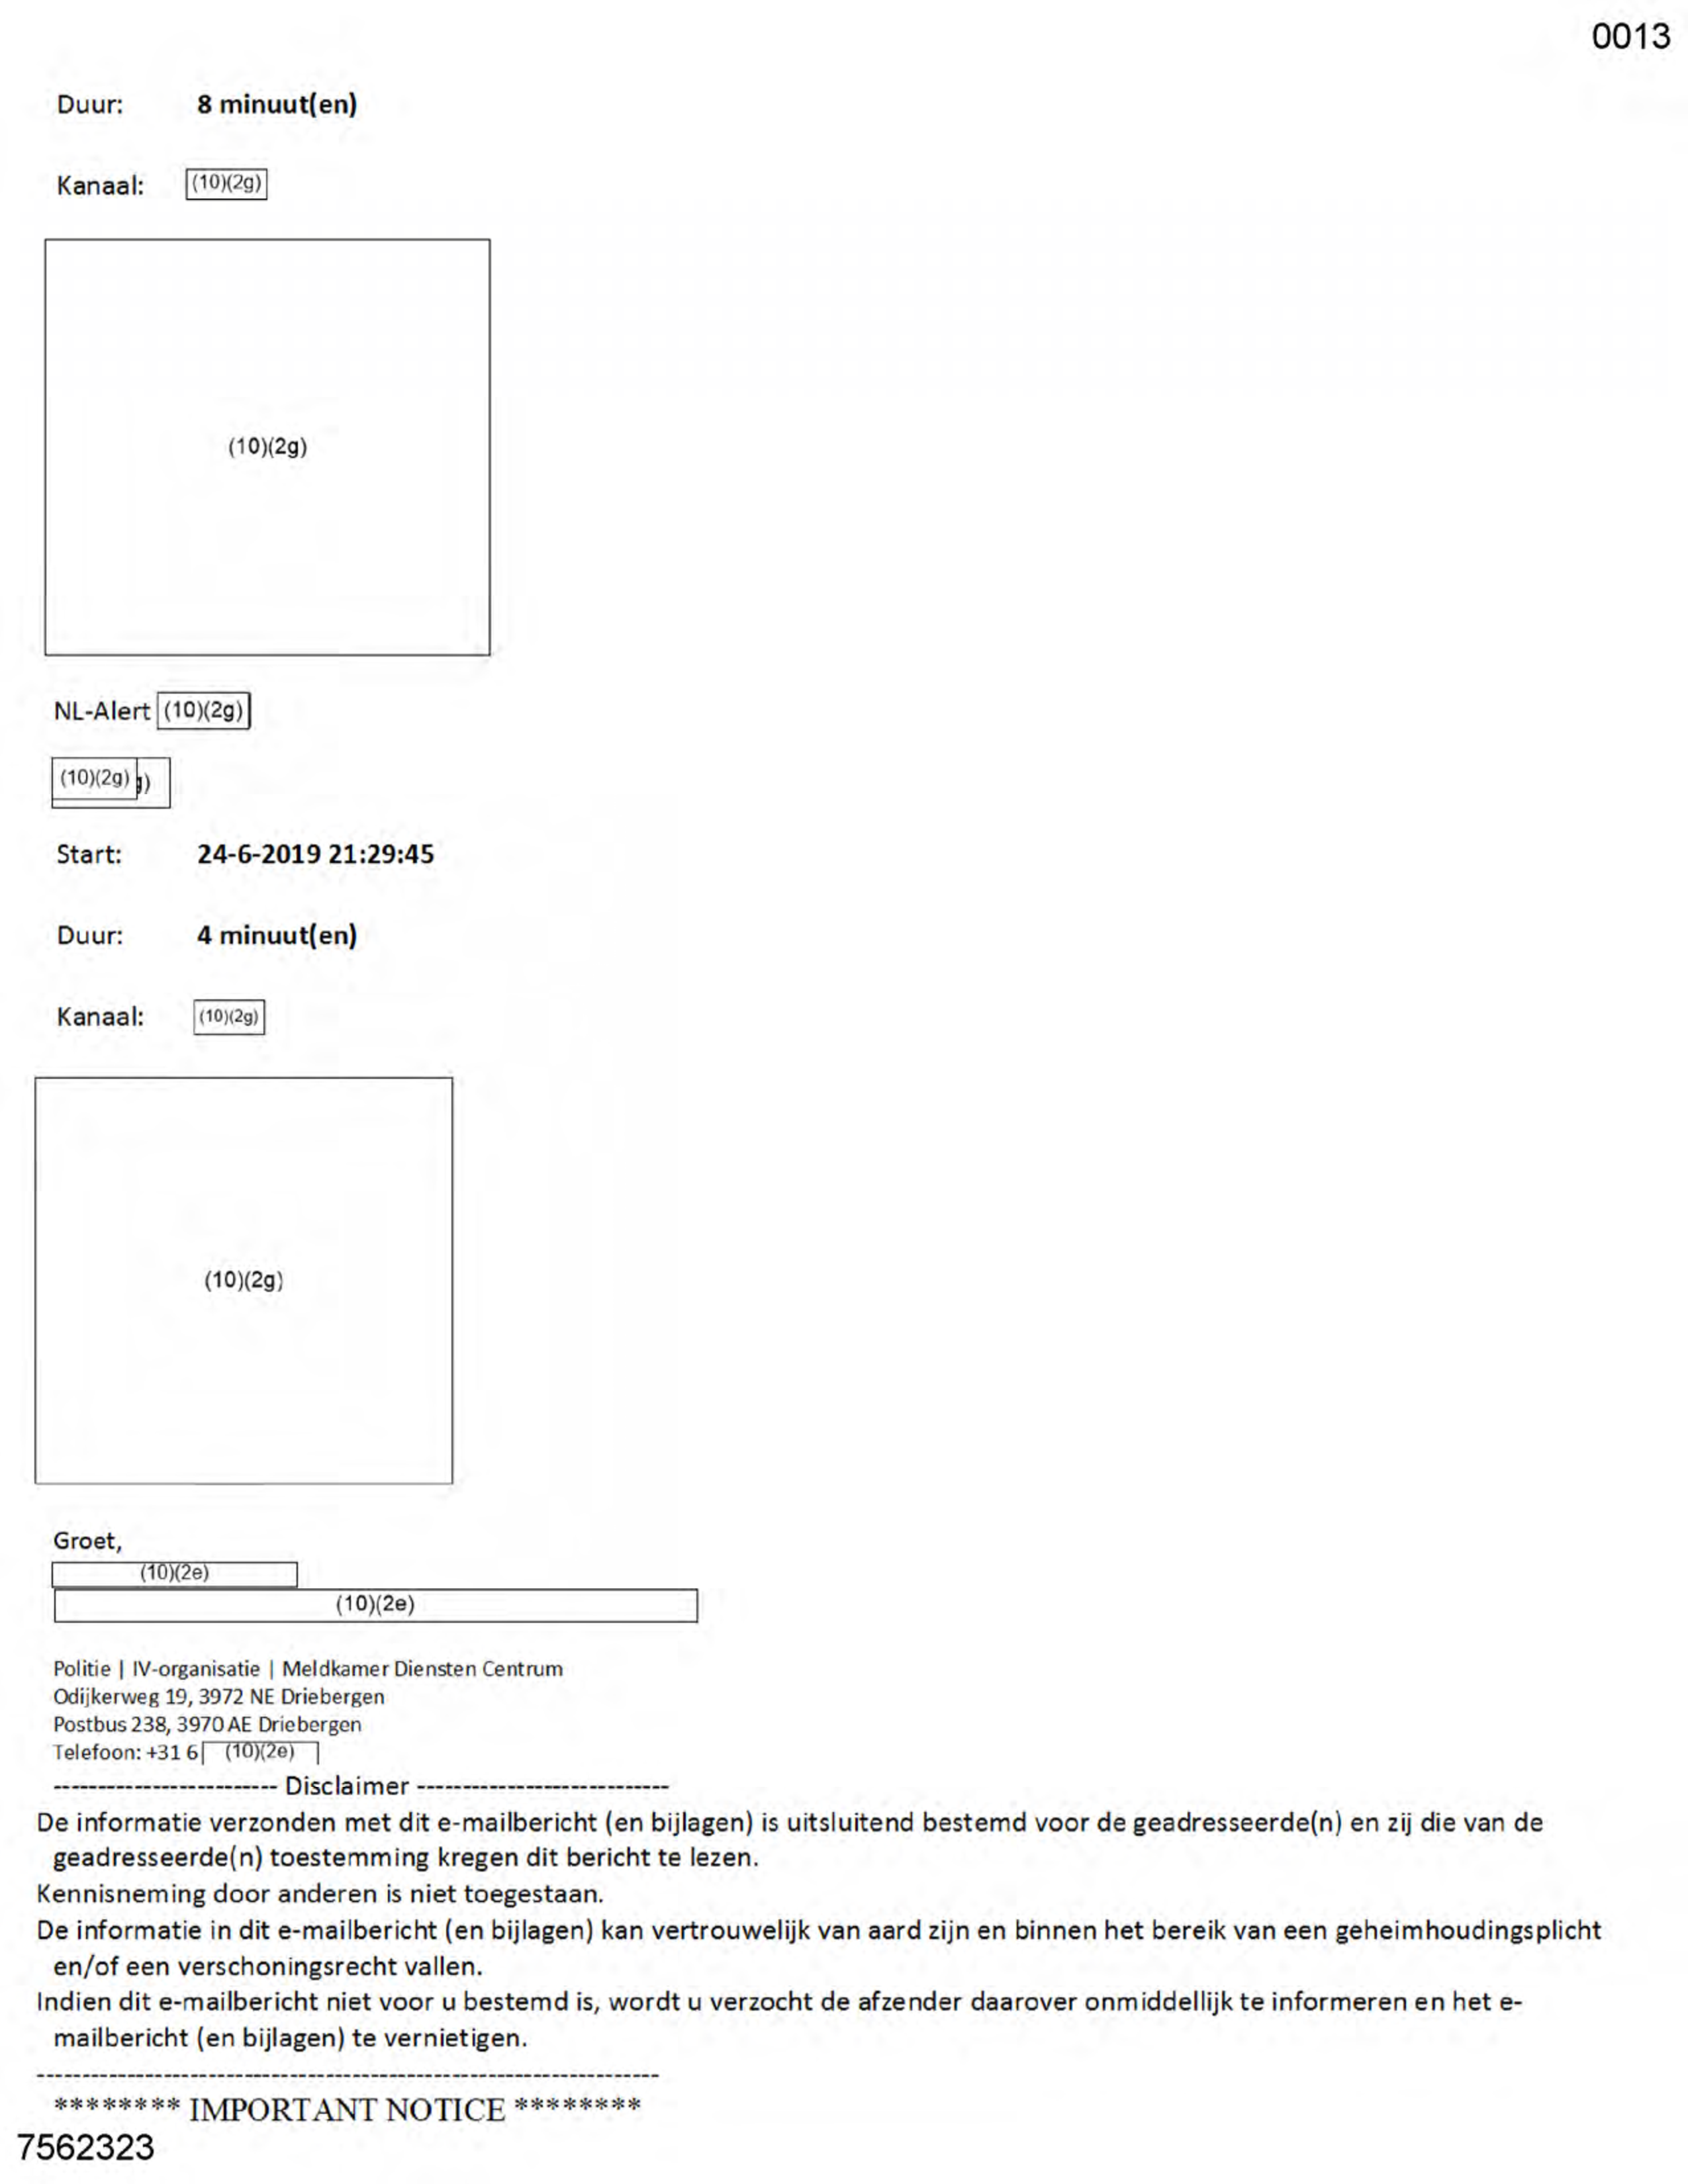 0013
Duur: 8 minuut(en)
Kanaal: (10)(2g)
(10)(2g)
NL-Alert (10)(2g)
(10)(2g) g)
Start: 24-6-2019 21:29:45
Duur: 4 minuut(en)
Kanaal: (10)(2g)
(10)(2g)
Groet,
(10)(2e)
(10)(2e)
Politie | IV-organisatie | Meldkamer Diensten Centrum
Odijkerweg 19, 3972 NE Driebergen
Postbus 238, 3970 AE Driebergen
Telefoon: +31 6 (10)(2e)
------------------------- Disclaimer ----------------------------
De informatie verzonden met dit e-mailbericht (en bijlagen) is uitsluitend bestemd voor de geadresseerde(n) en zij die van de
geadresseerde(n) toestemming kregen dit bericht te lezen.
Kennisneming door anderen is niet toegestaan.
De informatie in dit e-mailbericht (en bijlagen) kan vertrouwelijk van aard zijn en binnen het bereik van een geheimhoudingsplicht
en/of een verschoningsrecht vallen.
Indien dit e-mailbericht niet voor u bestemd is, wordt u verzocht de afzender daarover onmiddellijk te informeren en het e-
mailbericht (en bijlagen) te vernietigen.
---------------------------------------------------------------------
******** IMPORTANT NOTICE ********
7562323